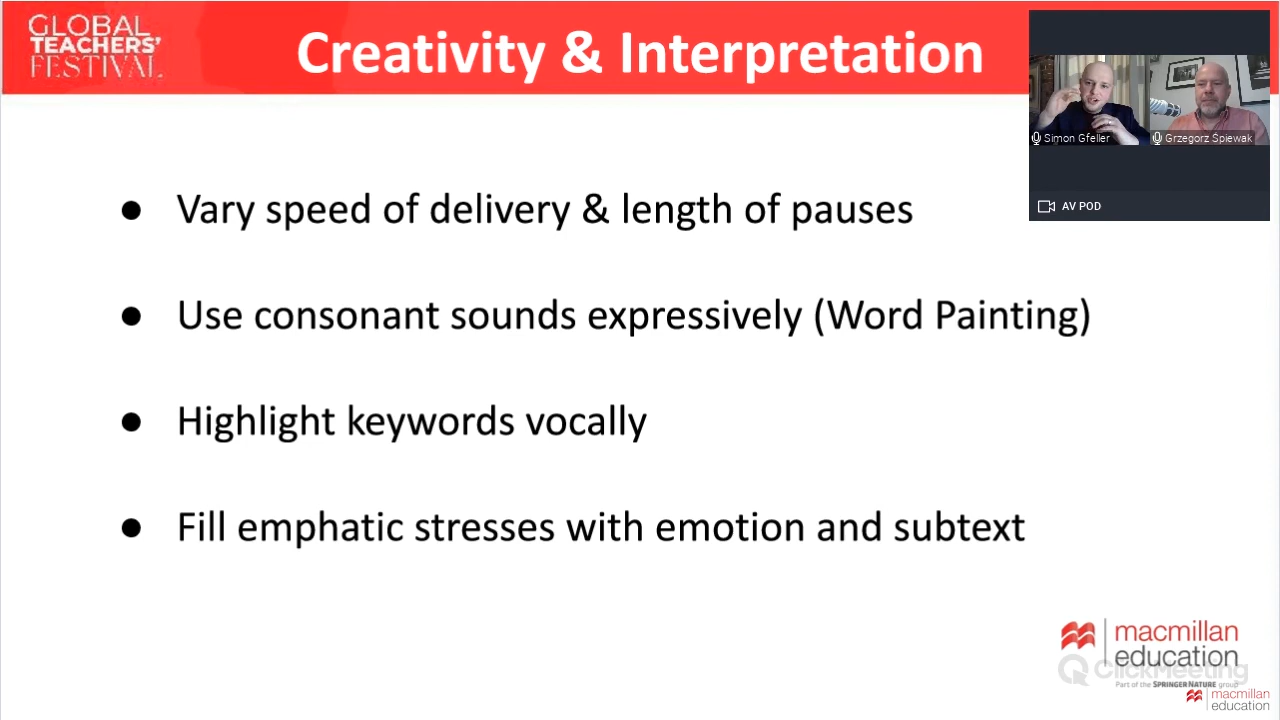 GLOBAL
TEACHERS'
FESTIVAL
Creativity & Interpretation
Simon Gfeller
Grzegorz Śpiewak
AV POD
● Vary speed of delivery & length of pauses
● Use consonant sounds expressively (Word Painting)
● Highlight keywords vocally
● Fill emphatic stresses with emotion and subtext
macmillan
education
ClickMeeting
Part of the SPRINGER NATURE group
macmillan
education